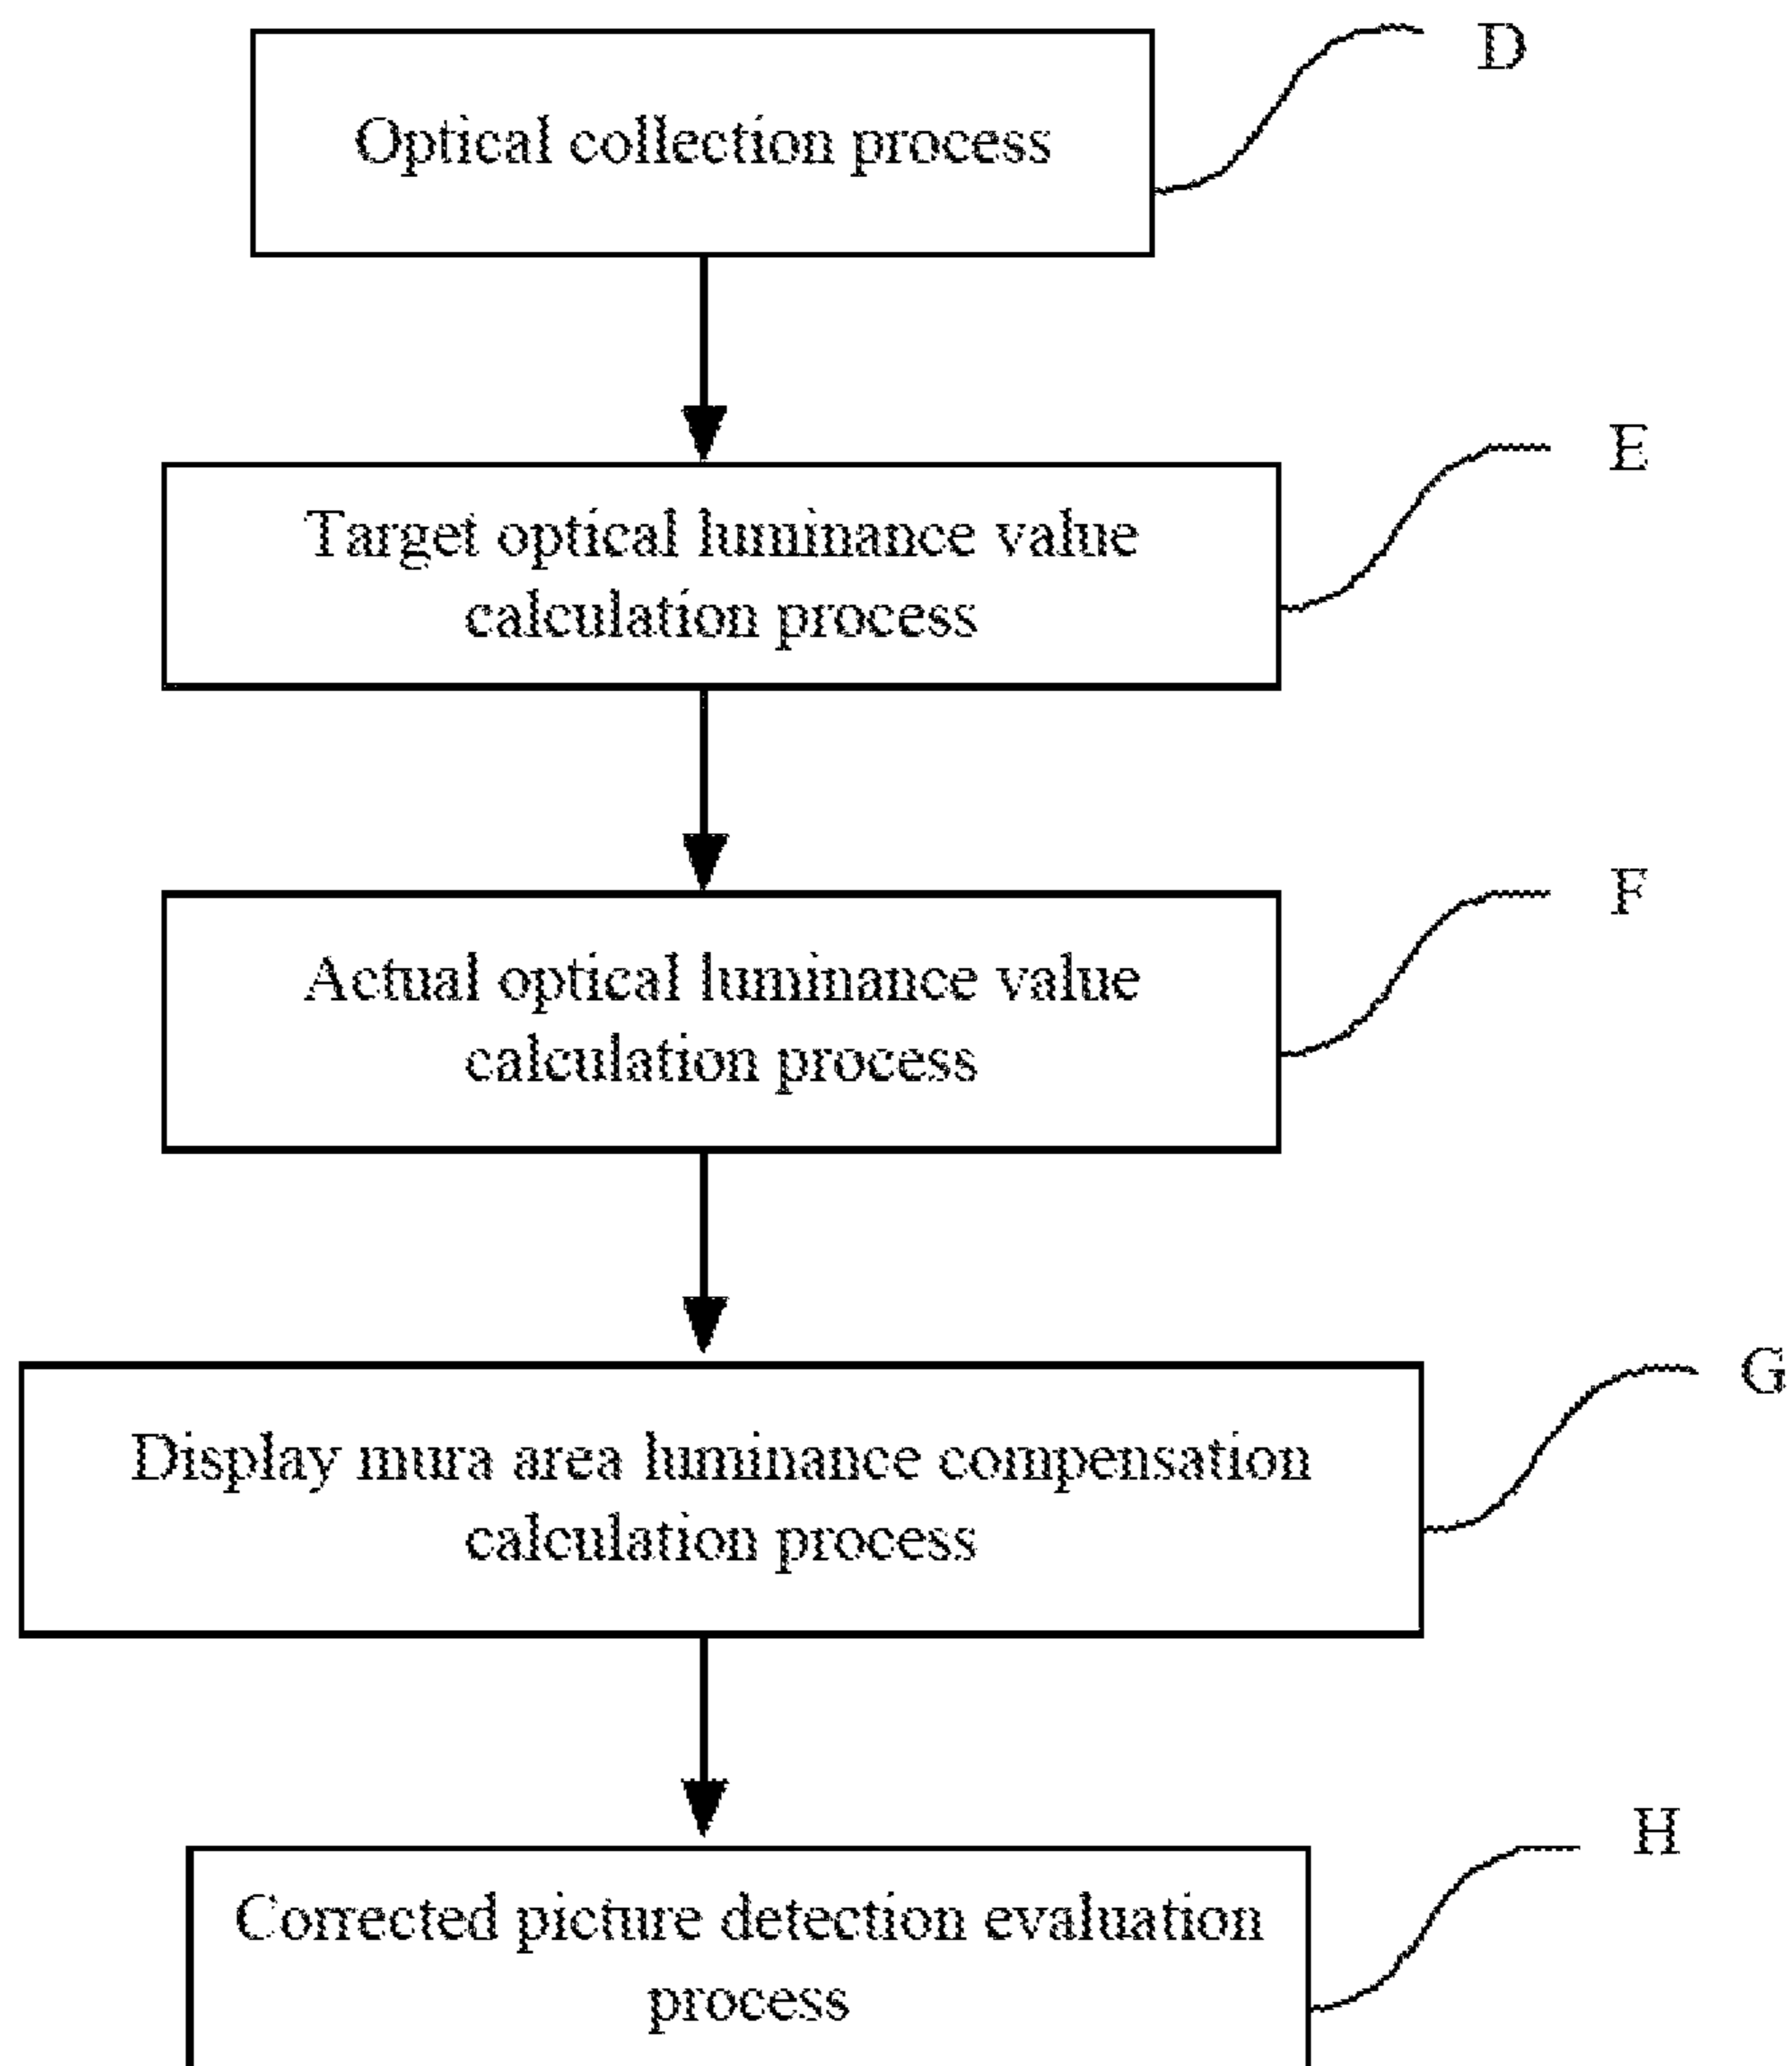 Optical collection process
D
Target optical luminance value
calculation process
E
Actual optical luminance value
calculation process
F
Display mura area luminance compensation
calculation process
G
Corrected picture detection evaluation
process
H